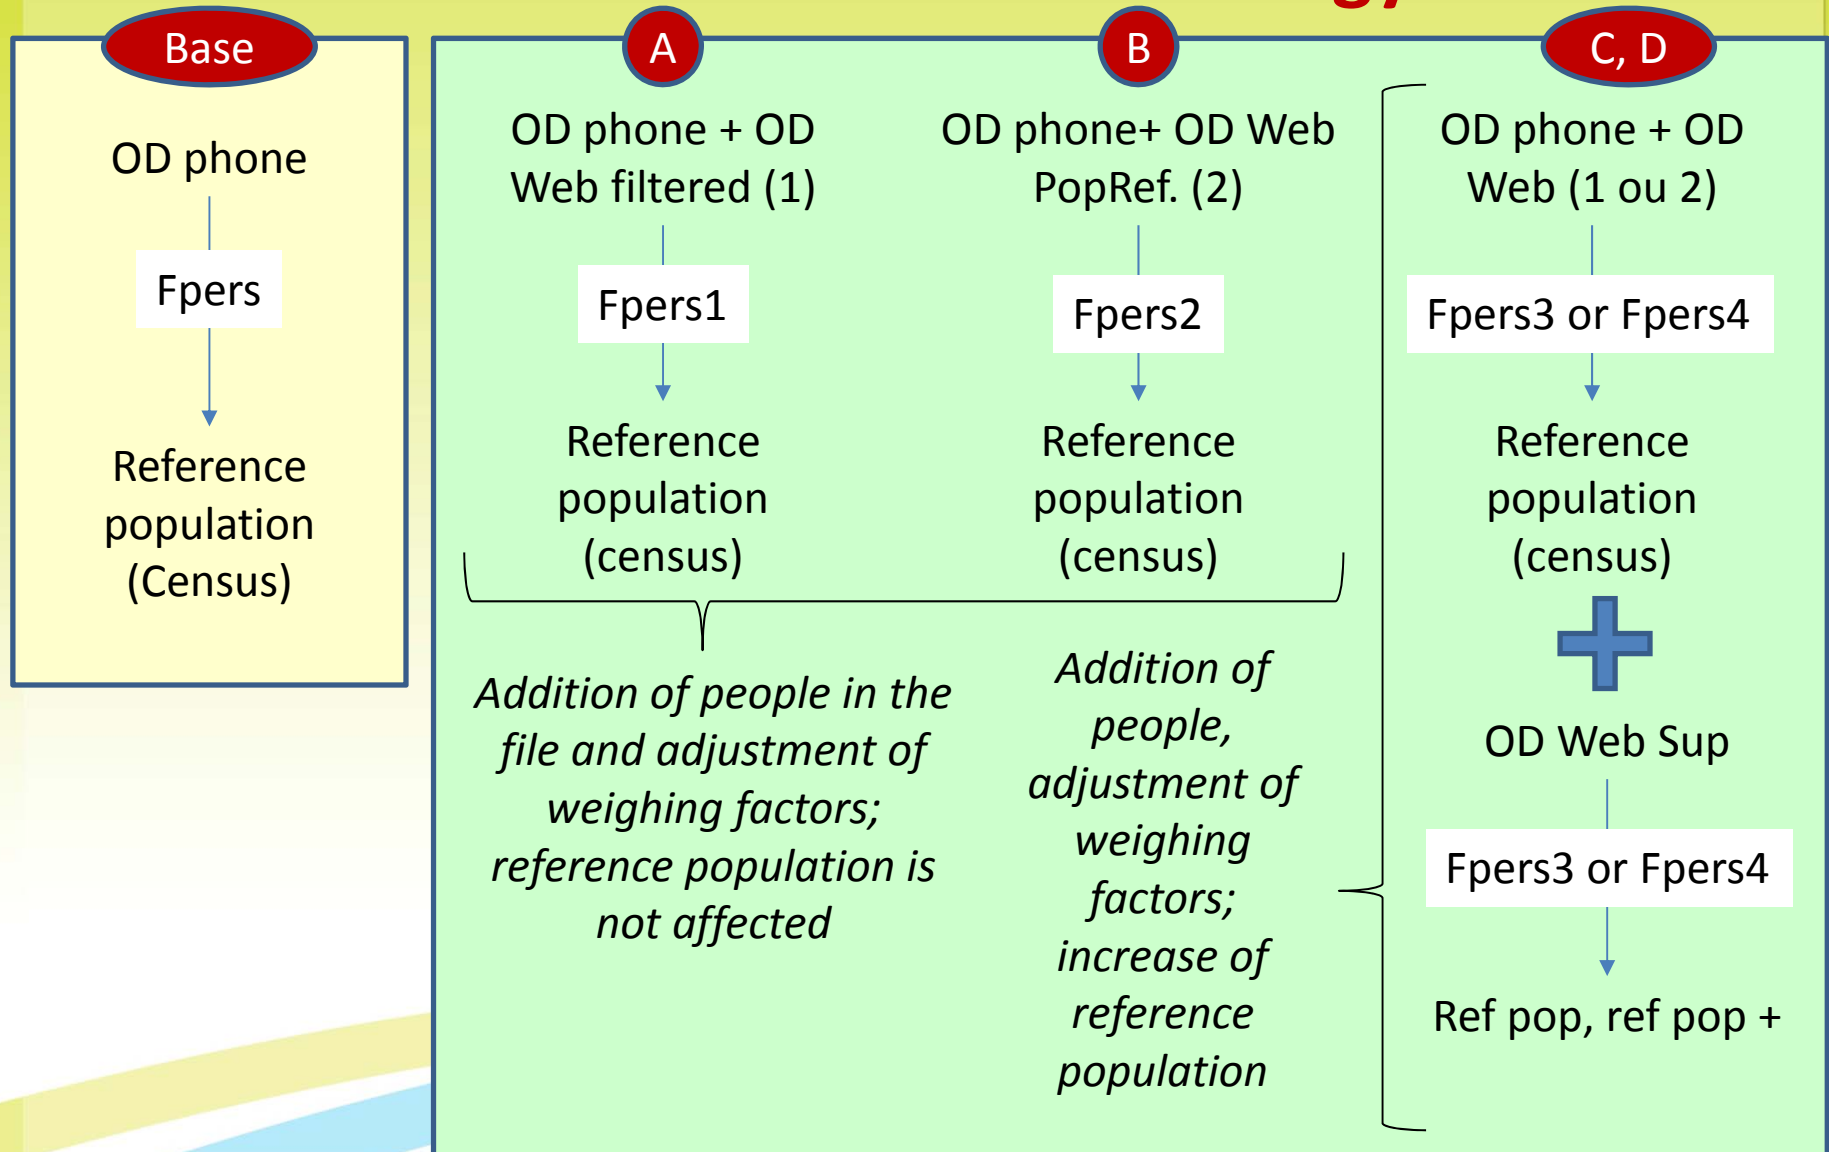 Base
OD phone
Fpers
Reference
population
(Census)
A
OD phone + OD
Web filtered (1)
Fpers1
Reference
population
(census)
B
OD phone+ OD Web
PopRef. (2)
Fpers2
Reference
population
(census)
Addition of people in the
file and adjustment of
weighing factors;
reference population is
not affected
Addition of
people,
adjustment of
weighing
factors;
increase of
reference
population
C, D
OD phone + OD
Web (1 ou 2)
Fpers3 or Fpers4
Reference
population
(census)
OD Web Sup
Fpers3 or Fpers4
Ref pop, ref pop +